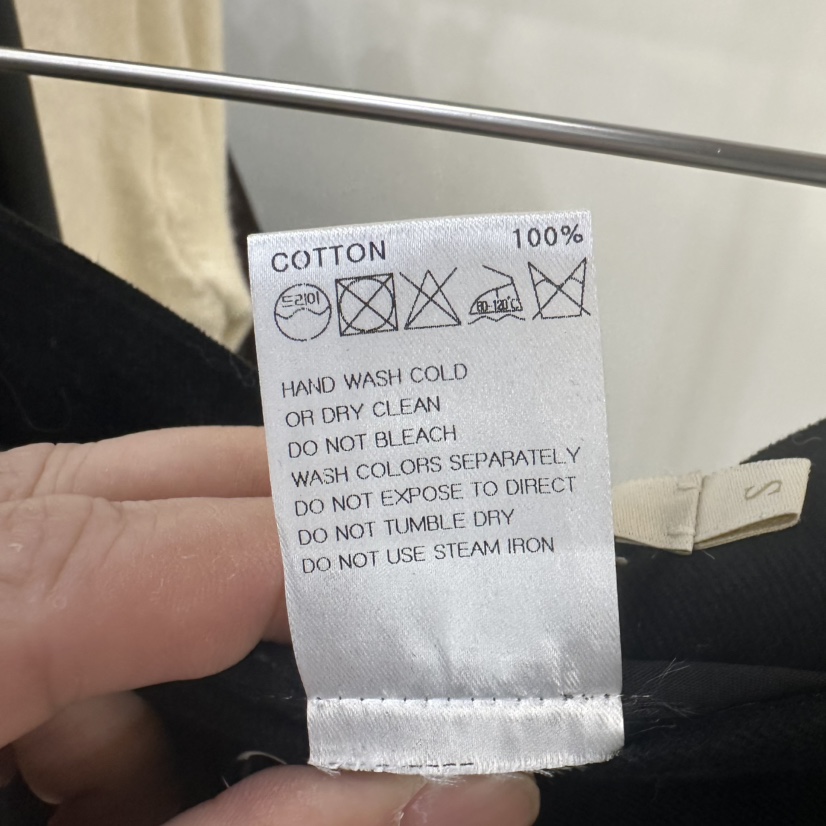 COTTON 100%
드라이 80-120℃
HAND WASH COLD
OR DRY CLEAN
DO NOT BLEACH
WASH COLORS SEPARATELY
DO NOT EXPOSE TO DIRECT
DO NOT TUMBLE DRY
DO NOT USE STEAM IRON
S